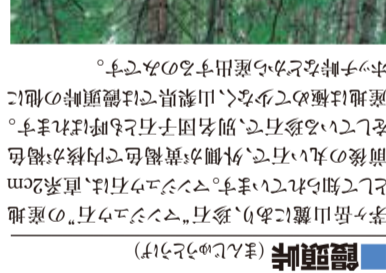 饅頭峠（まんじゅうとうげ）
茅ヶ岳山麓にあり、珍石“マンジュウ石”の産地
として知られています。マンジュウ石は、直系2cm
前後の丸い石で、外側が黄褐色で内核が褐色
をしている珍石で、別名団子石とも呼ばれます。
産地は極めて少なく、山梨県では饅頭峠の他に
ホッチ峠などから産出するのみです。